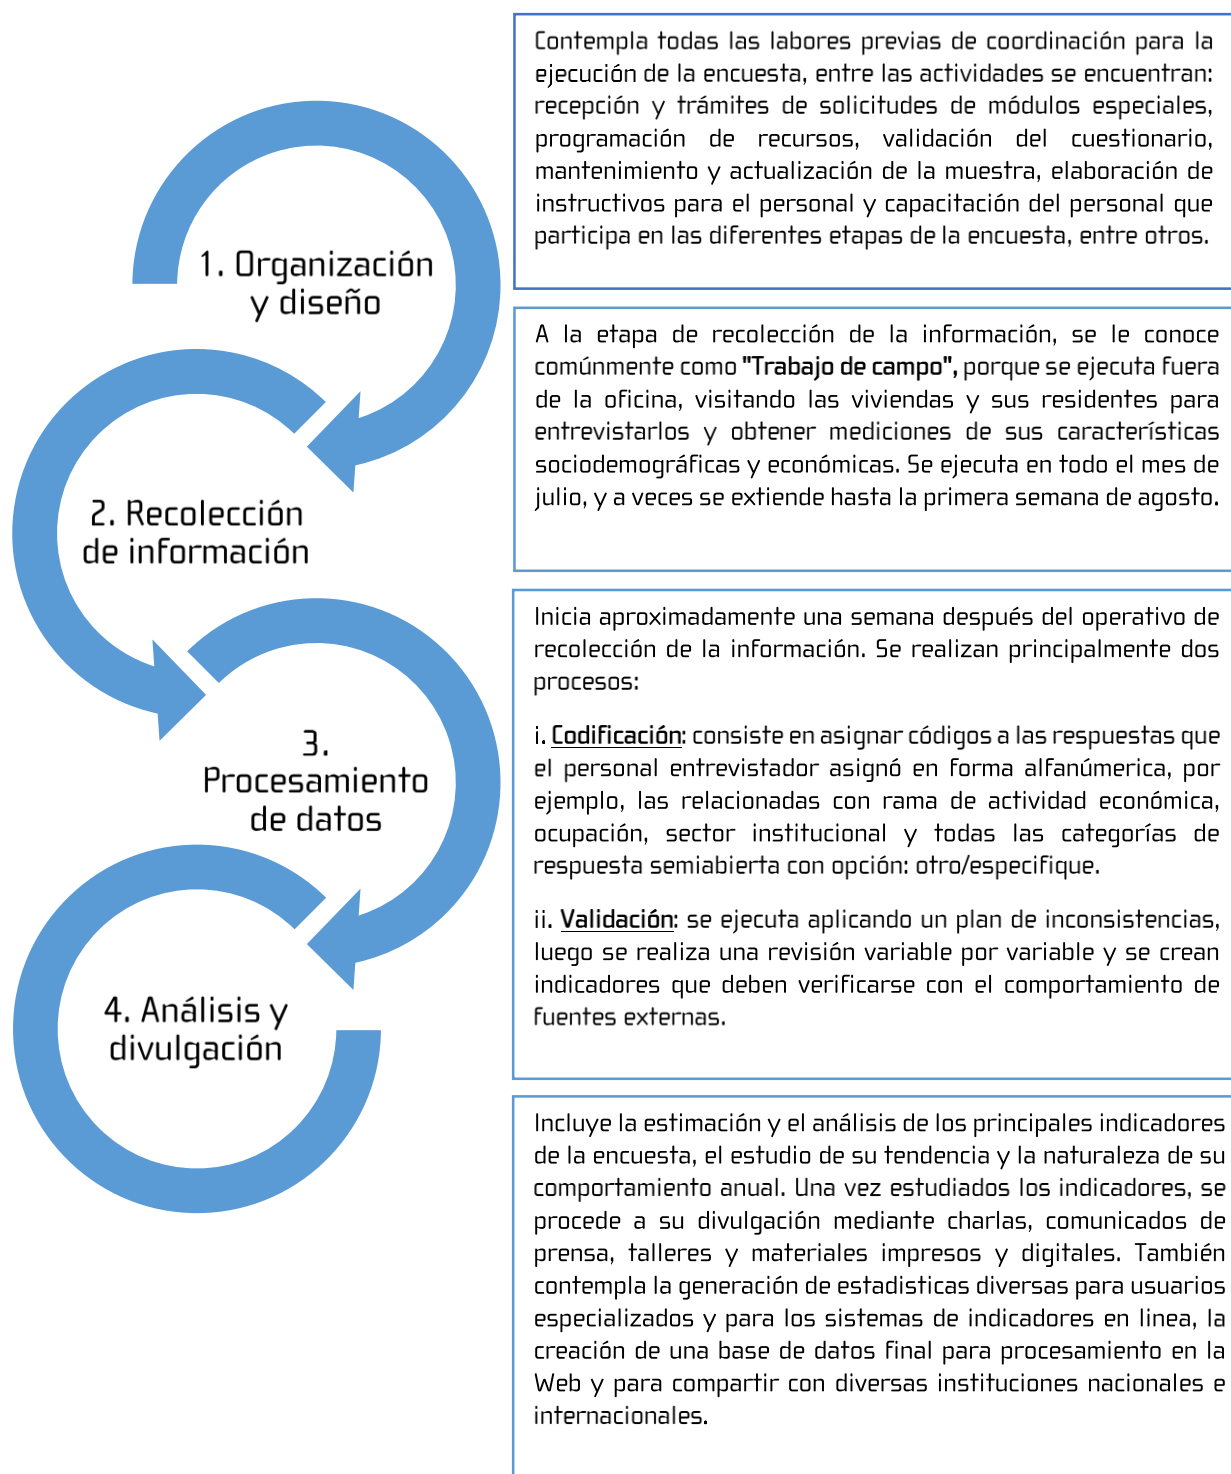 Contempla todas las labores previas de coordinación para la
ejecución de la encuesta, entre las actividades se encuentran:
recepción y trámites de solicitudes de módulos especiales,
programación de recursos, validación del cuestionario,
mantenimiento y actualización de la muestra, elaboración de
instructivos para el personal y capacitación del personal que
participa en las diferentes etapas de la encuesta, entre otros.
1. Organización
y diseño
A la etapa de recolección de la información, se le conoce
comúnmente como "Trabajo de campo", porque se ejecuta fuera
de la oficina, visitando las viviendas y sus residentes para
entrevistarlos y obtener mediciones de sus características
sociodemográficas y económicas. Se ejecuta en todo el mes de
julio, y a veces se extiende hasta la primera semana de agosto.
2. Recolección
de información
Inicia aproximadamente una semana después del operativo de
recolección de la información. Se realizan principalmente dos
procesos:
i. Codificación: consiste en asignar códigos a las respuestas que
el personal entrevistador asignó en forma alfanúmerica, por
ejemplo, las relacionadas con rama de actividad económica,
ocupación, sector institucional y todas las categorías de
respuesta semiabierta con opción: otro/especifique.
ii. Validación: se ejecuta aplicando un plan de inconsistencias,
luego se realiza una revisión variable por variable y se crean
indicadores que deben verificarse con el comportamiento de
fuentes externas.
3.
Procesamiento
de datos
4. Análisis y
divulgación
Incluye la estimación y el análisis de los principales indicadores
de la encuesta, el estudio de su tendencia y la naturaleza de su
comportamiento anual. Una vez estudiados los indicadores, se
procede a su divulgación mediante charlas, comunicados de
prensa, talleres y materiales impresos y digitales. También
contempla la generación de estadisticas diversas para usuarios
especializados y para los sistemas de indicadores en linea, la
creación de una base de datos final para procesamiento en la
Web y para compartir con diversas instituciones nacionales e
internacionales.